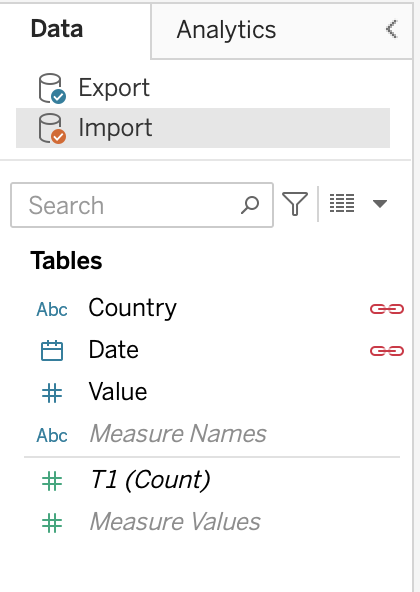 Data
Analytics
Export
Import
Search
Tables
Abc Country
Date
Value
Abc Measure Names
T1 (Count)
Measure Values